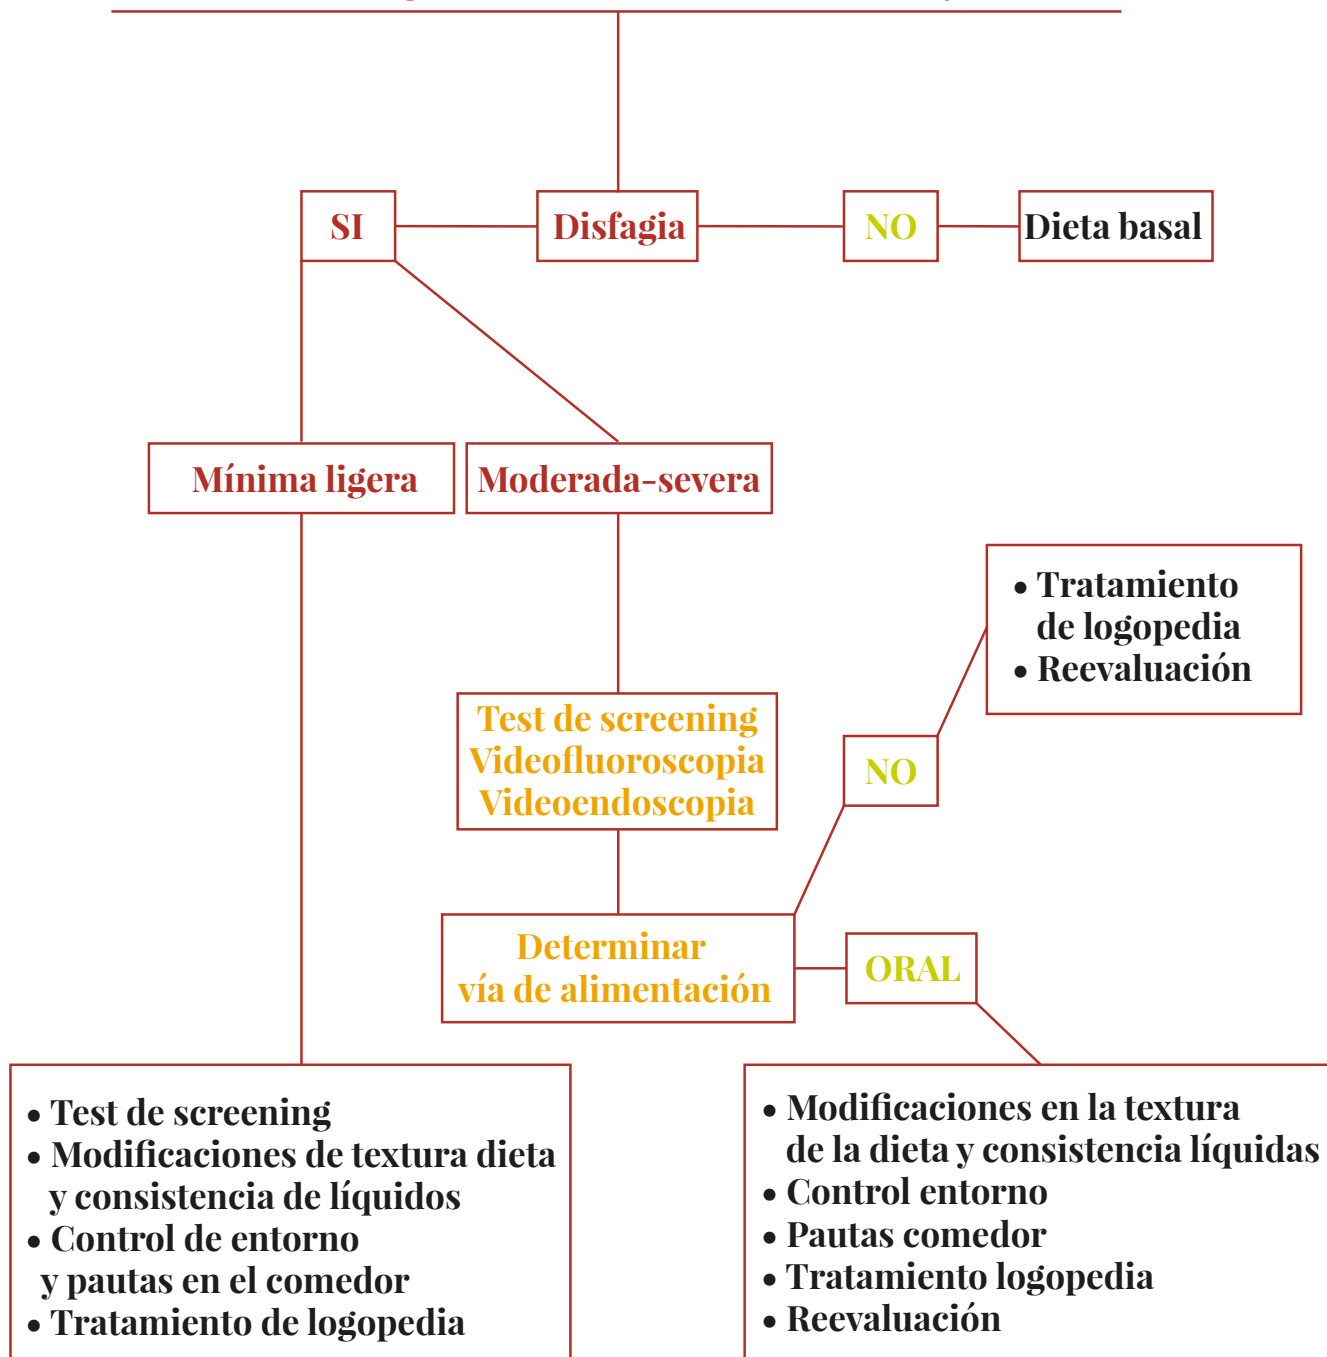 SI
Disfagia
NO
Dieta basal
Mínima ligera
Moderada-severa
• Tratamiento
de logopedia
• Reevaluación
Test de screening
Videofluoroscopia
Videoendoscopia
NO
Determinar
vía de alimentación
ORAL
• Test de screening
• Modificaciones de textura dieta
y consistencia de líquidos
• Control de entorno
y pautas en el comedor
• Tratamiento de logopedia
• Modificaciones en la textura
de la dieta y consistencia líquidas
• Control entorno
• Pautas comedor
• Tratamiento logopedia
• Reevaluación